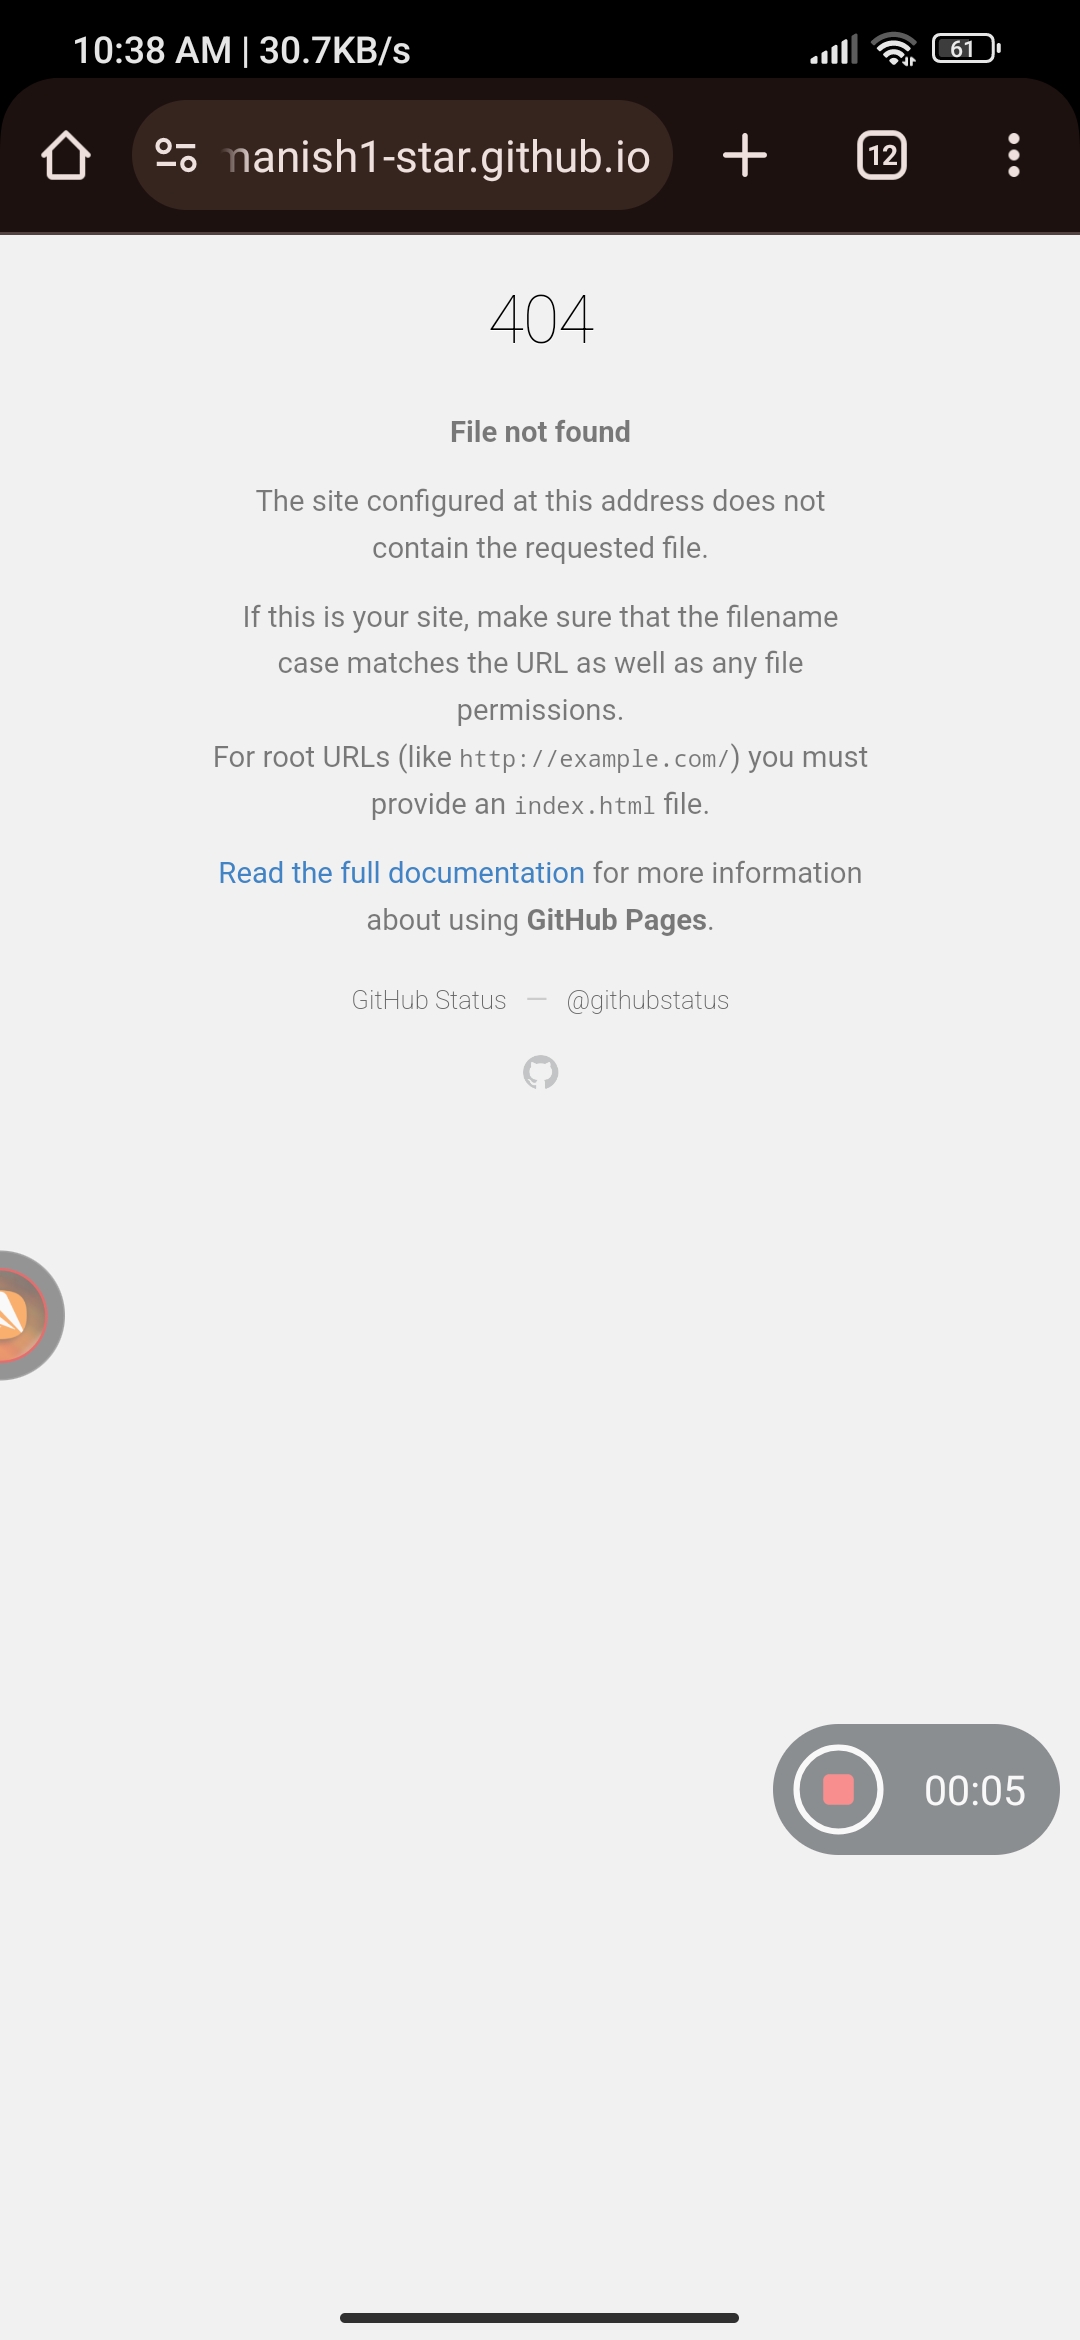 10:38 AM | 30.7KB/s
61
manish1-star.github.io
12
404
File not found
The site configured at this address does not
contain the requested file.
If this is your site, make sure that the filename
case matches the URL as well as any file
permissions.
For root URLs (like http://example.com/) you must
provide an index.html file.
Read the full documentation for more information
about using GitHub Pages.
GitHub Status — @githubstatus
00:05